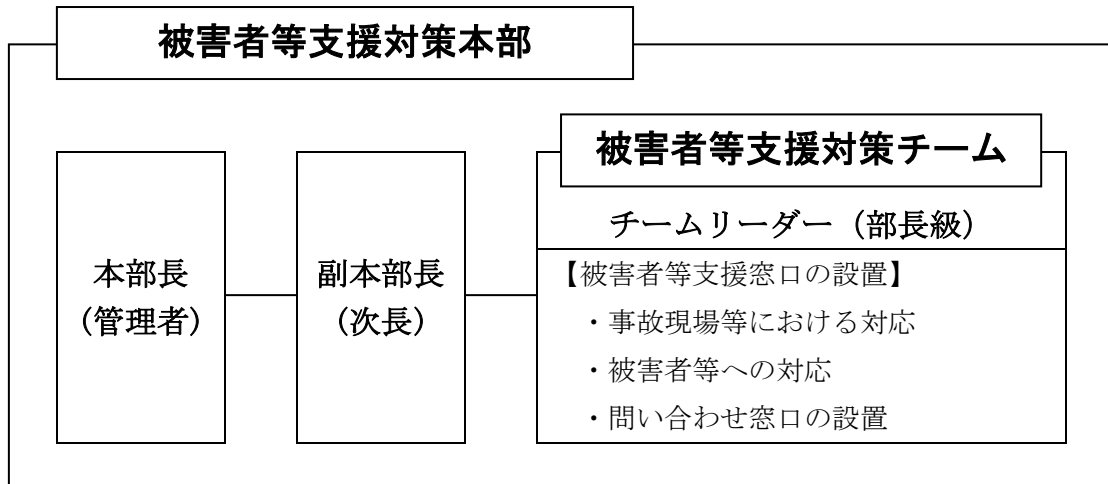 被害者等支援対策本部
本部長
（管理者）
副本部長
（次長）
被害者等支援対策チーム
チームリーダー（部長級）
【被害者等支援窓口の設置】
・事故現場等における対応
・被害者等への対応
・問い合わせ窓口の設置